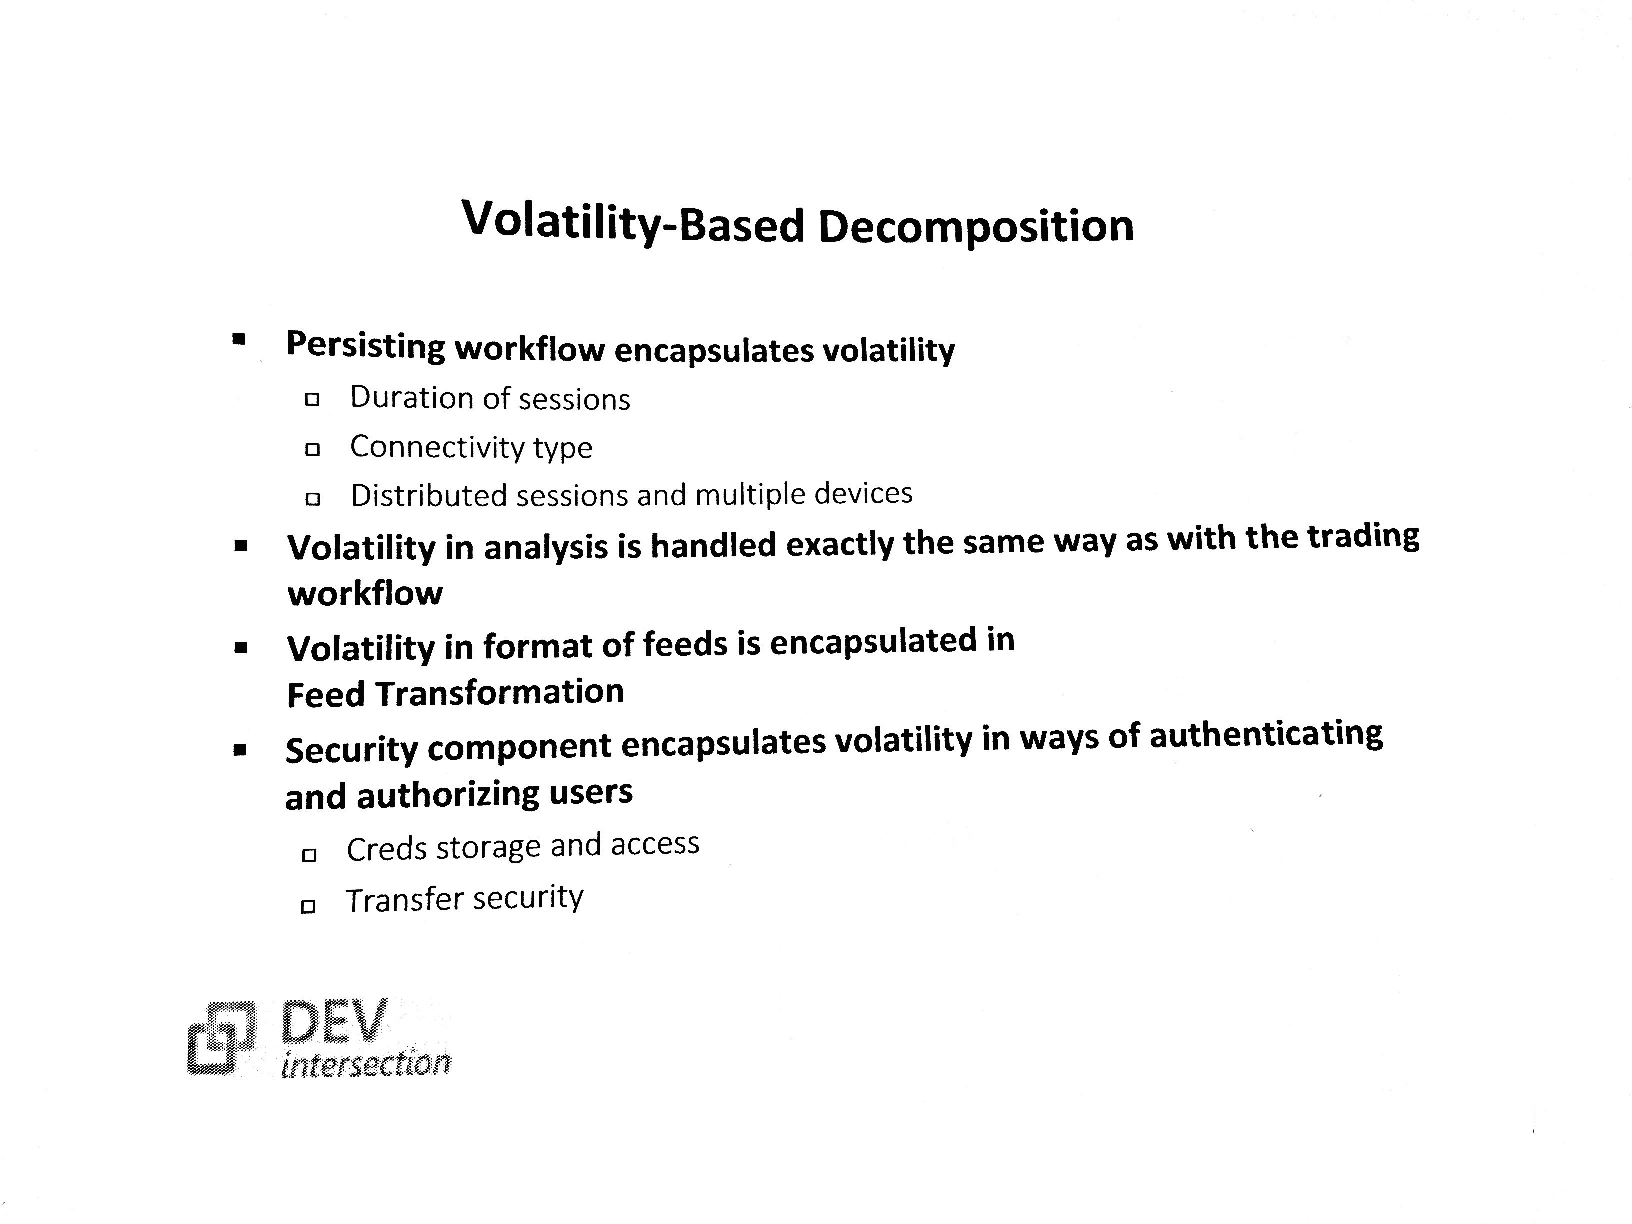 Volatility-Based Decomposition
▪ Persisting workflow encapsulates volatility
▫ Duration of sessions
▫ Connectivity type
▫ Distributed sessions and multiple devices
▪ Volatility in analysis is handled exactly the same way as with the trading
workflow
▪ Volatility in format of feeds is encapsulated in
Feed Transformation
▪ Security component encapsulates volatility in ways of authenticating
and authorizing users
▫ Creds storage and access
▫ Transfer security
DEV
intersection